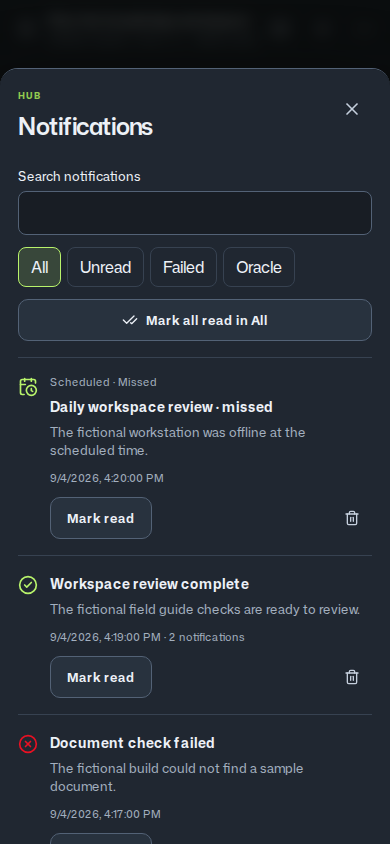 HUB
Notifications
Search notifications
All
Unread
Failed
Oracle
Mark all read in All
Scheduled · Missed
Daily workspace review · missed
The fictional workstation was offline at the
scheduled time.
9/4/2026, 4:20:00 PM
Mark read
Workspace review complete
The fictional field guide checks are ready to review.
9/4/2026, 4:19:00 PM · 2 notifications
Mark read
Document check failed
The fictional build could not find a sample
document.
9/4/2026, 4:17:00 PM